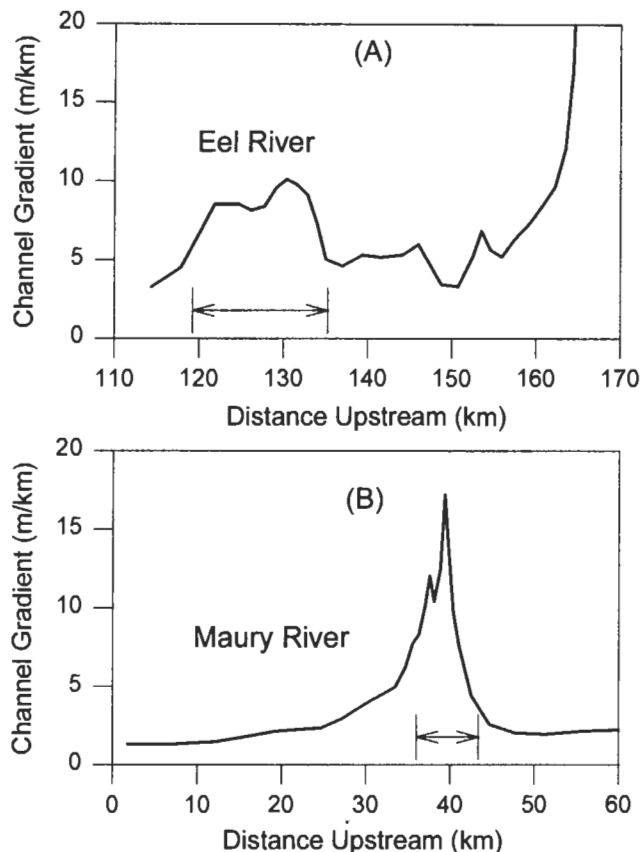 20
(A)
15
Eel River
10
5
0
Channel Gradient (m/km)
110 120 130 140 150 160 170
Distance Upstream (km)
20
(B)
15
10
Maury River
5
0
Channel Gradient (m/km)
0 10 20 30 40 50 60
Distance Upstream (km)